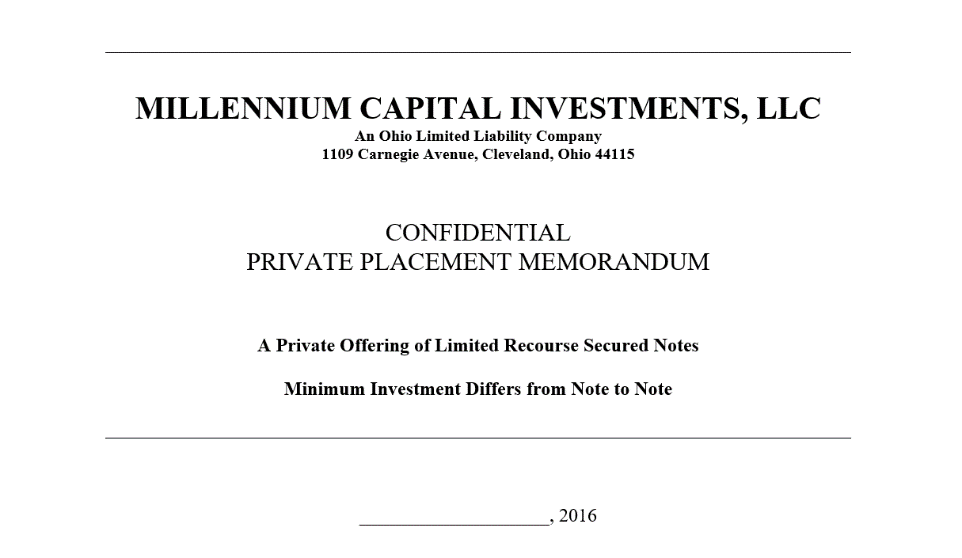 MILLENNIUM CAPITAL INVESTMENTS, LLC
An Ohio Limited Liability Company
1109 Carnegie Avenue, Cleveland, Ohio 44115
CONFIDENTIAL
PRIVATE PLACEMENT MEMORANDUM
A Private Offering of Limited Recourse Secured Notes
Minimum Investment Differs from Note to Note
____________________, 2016